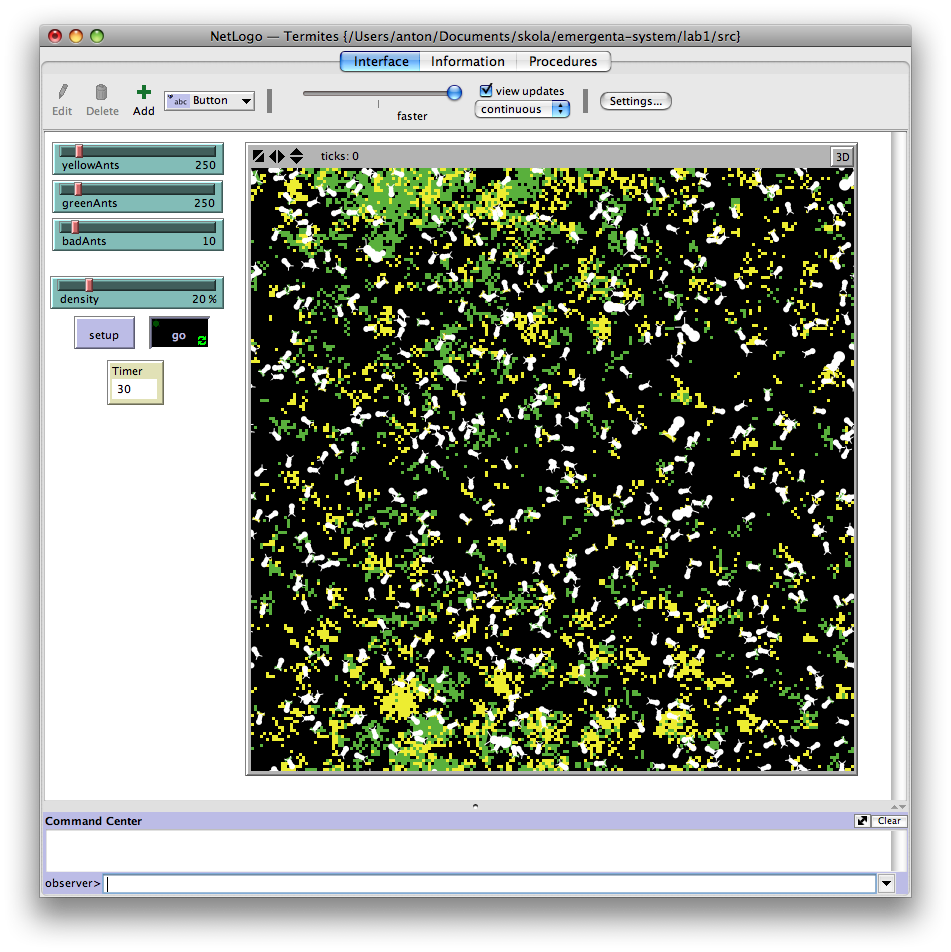 NetLogo — Termites {/Users/anton/Documents/skola/emergenta-system/lab1/src}
Interface Information Procedures
Edit Delete Add abc Button faster view updates continuous Settings...
yellowAnts 250
greenAnts 250
badAnts 10
density 20 %
setup go
Timer
30
ticks: 0 3D
Command Center Clear
observer>